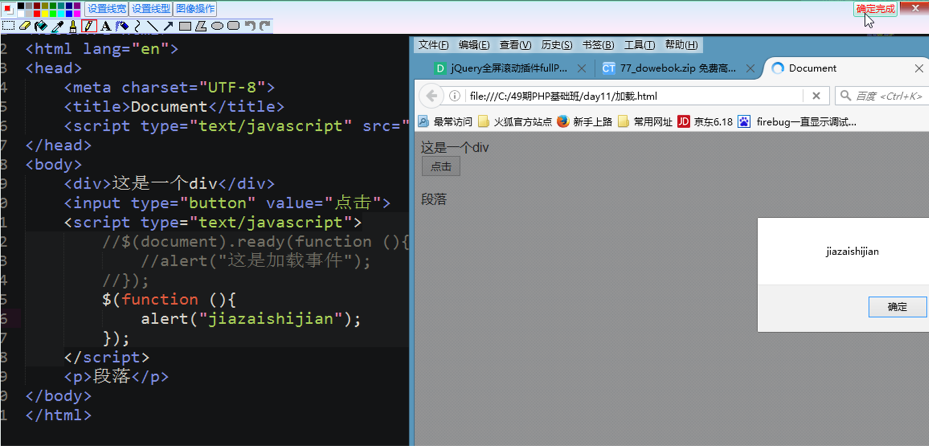 设置线宽 设置线型 图像操作 确定完成
2 <html lang="en">
3 <head>
4 <meta charset="UTF-8">
5 <title>Document</title>
6 <script type="text/javascript" src="
7 </head>
8 <body>
9 <div>这是一个div</div>
0 <input type="button" value="点击">
1 <script type="text/javascript">
2 //$(document).ready(function (){
3 //alert("这是加载事件");
4 //});
5 $(function (){
6 alert("jiazaishijian");
7 });
8 </script>
9 <p>段落</p>
0 </body>
1 </html>
文件(F) 编辑(E) 查看(V) 历史(S) 书签(B) 工具(T) 帮助(H)
jQuery全屏滚动插件fullP... 77_dowebok.zip 免费高... Document
file:///C:/49期PHP基础班/day11/加载.html 百度 <Ctrl+K>
最常访问 火狐官方站点 新手上路 常用网址 京东6.18 firebug一直显示调试...
这是一个div
点击
段落
jiazaishijian
确定